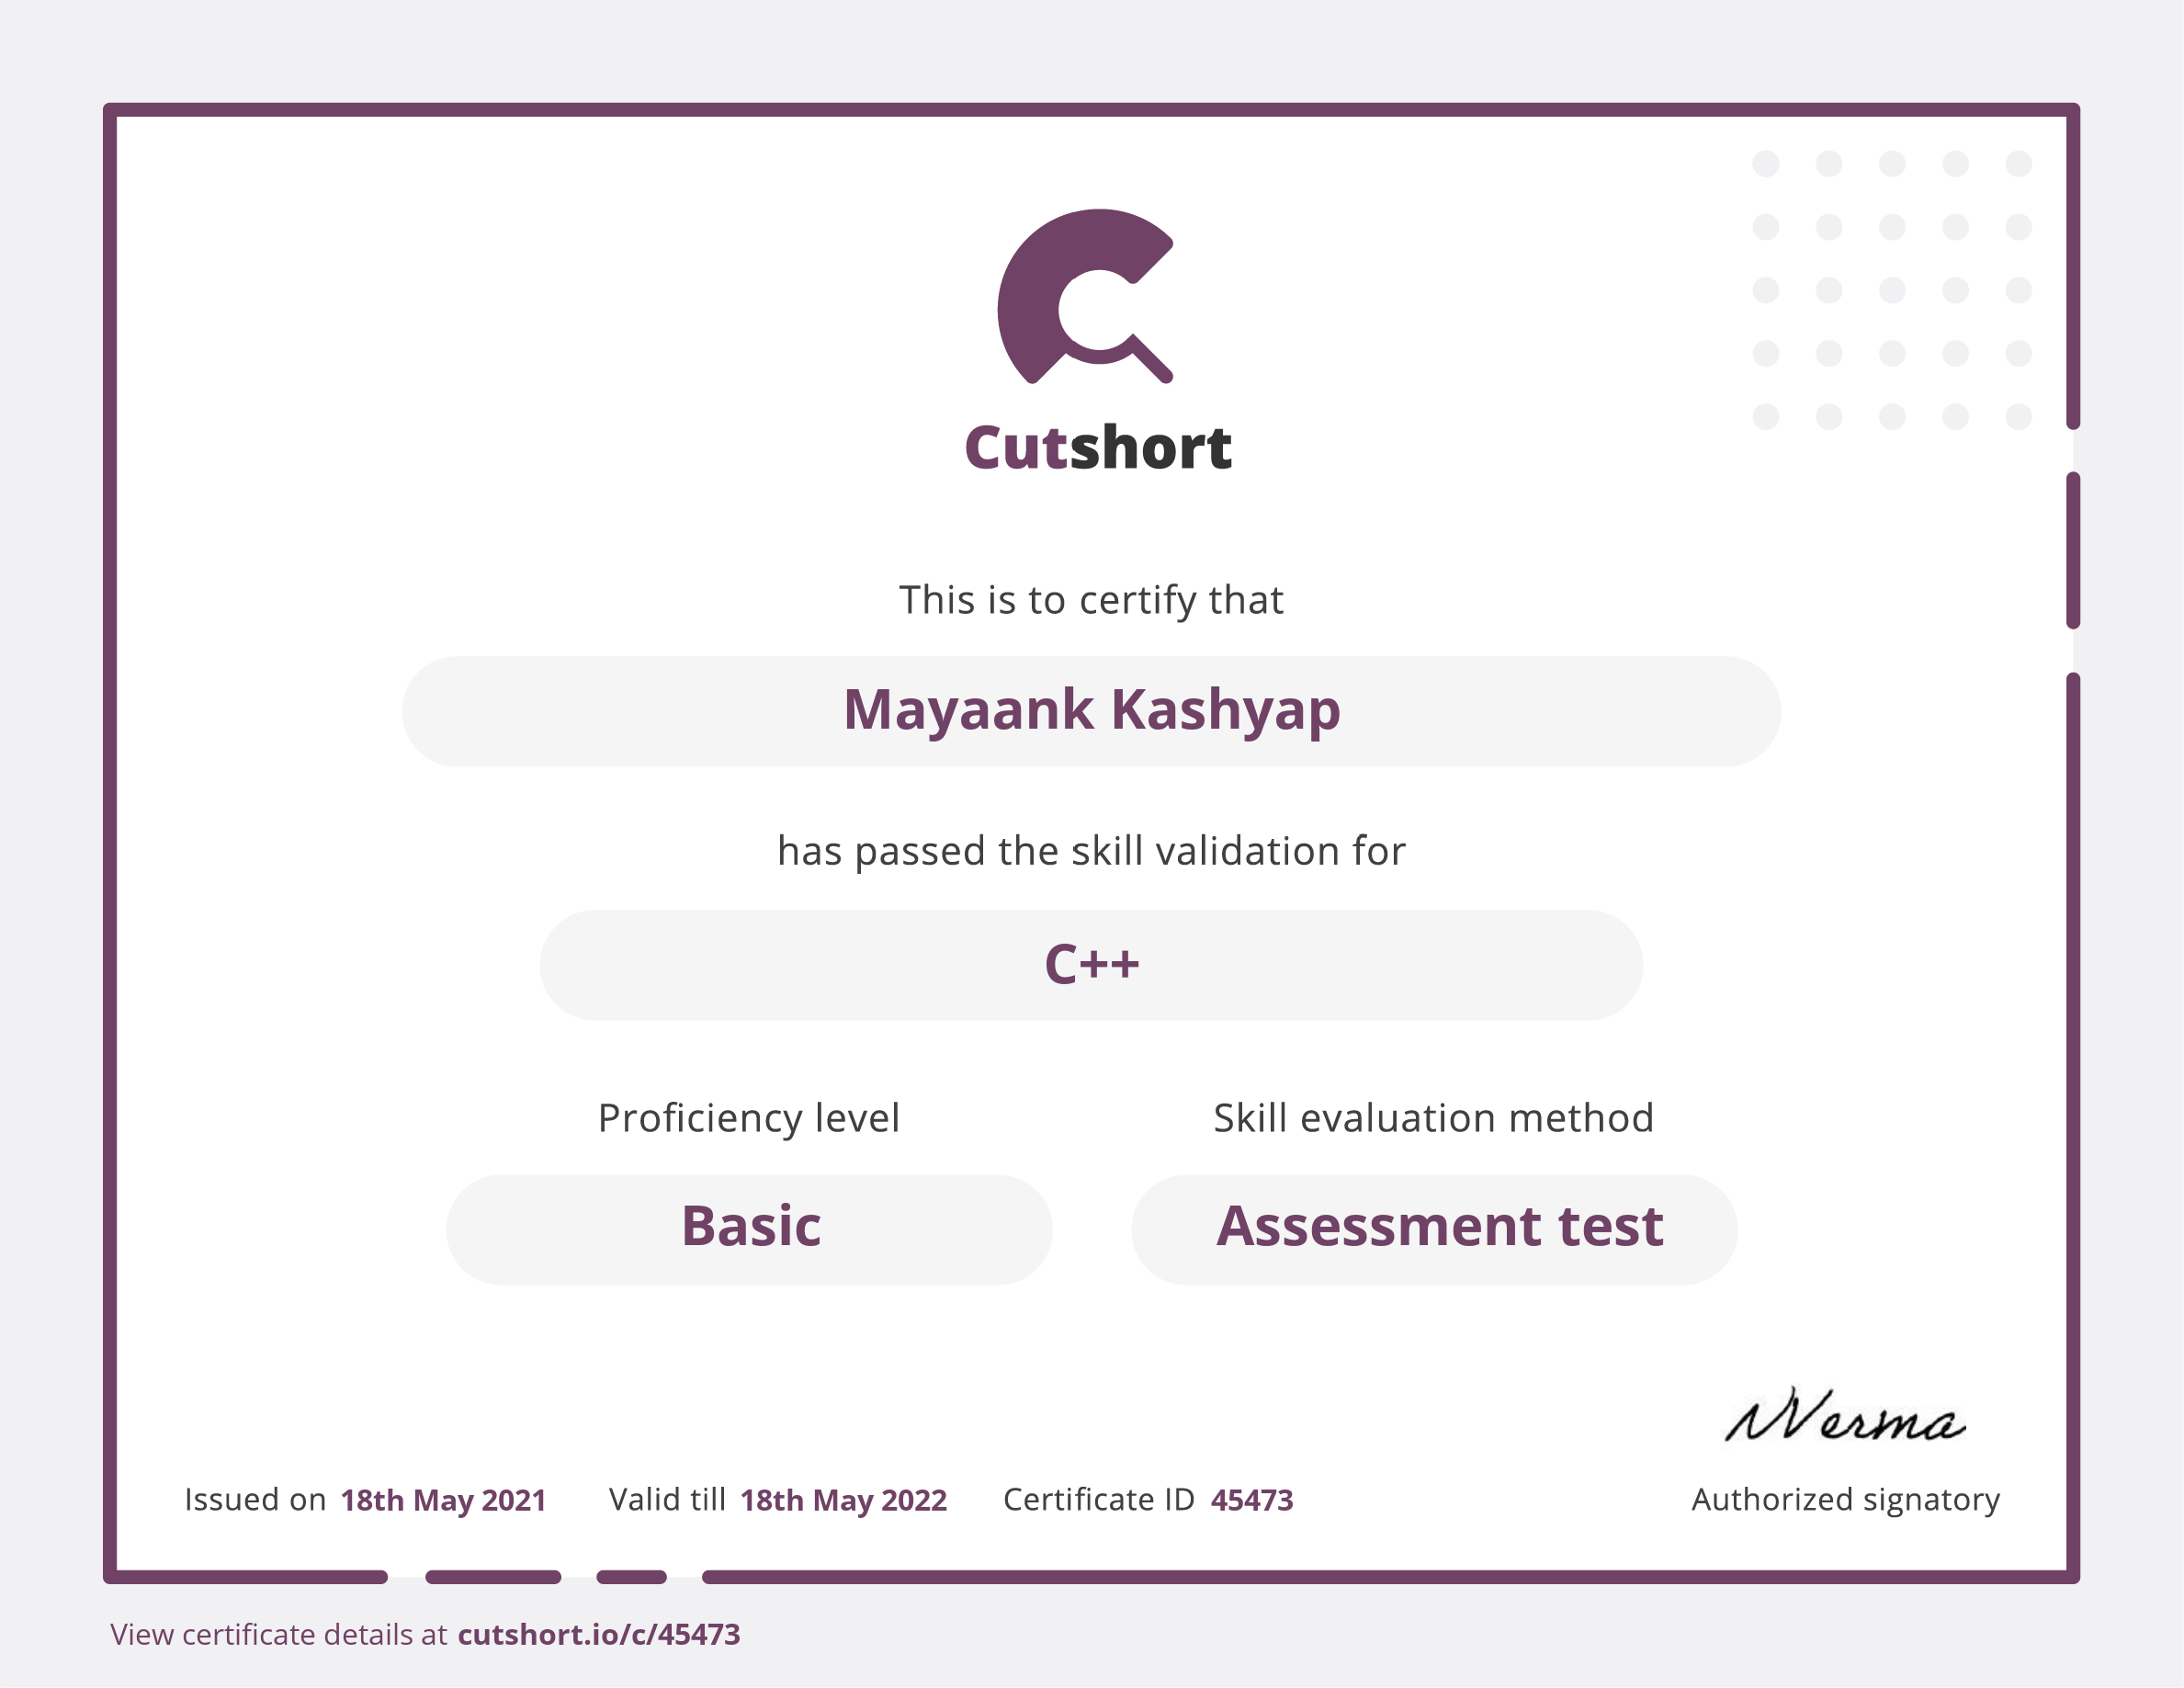 Cutshort
This is to certify that
Mayaank Kashyap
has passed the skill validation for
C++
Proficiency level
Skill evaluation method
Basic
Assessment test
Issued on 18th May 2021
Valid till 18th May 2022
Certificate ID 45473
Verma
Authorized signatory
View certificate details at cutshort.io/c/45473